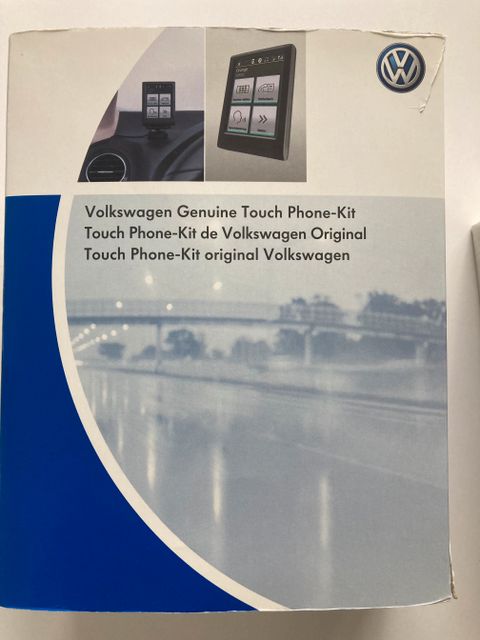 Volkswagen Genuine Touch Phone-Kit
Touch Phone-Kit de Volkswagen Original
Touch Phone-Kit original Volkswagen